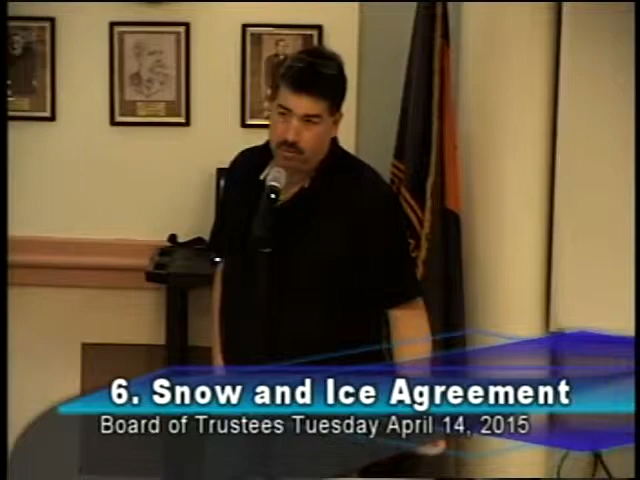 6. Snow and Ice Agreement
Board of Trustees Tuesday April 14, 2015